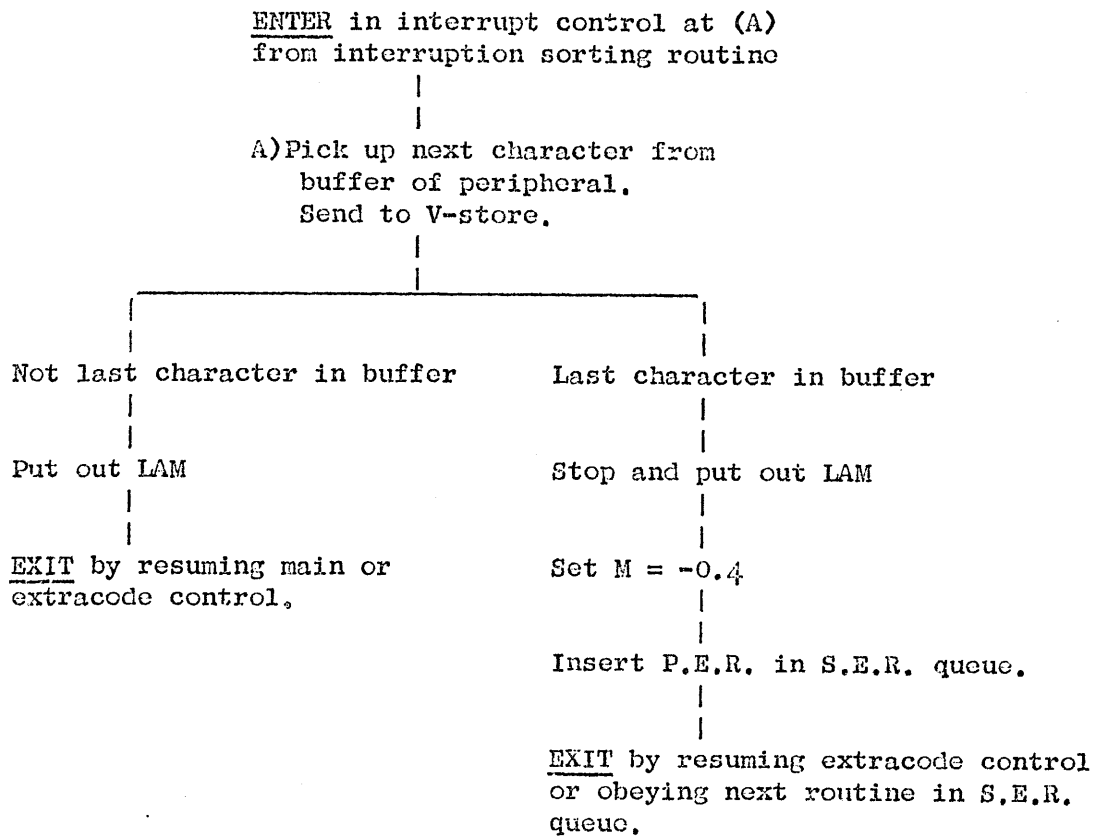 ENTER in interrupt control at (A)
from interruption sorting routine
A)Pick up next character from
buffer of peripheral.
Send to V-store.
Not last character in buffer
Last character in buffer
Put out LAM
Stop and put out LAM
EXIT by resuming main or
extracode control.
Set M = -0.4
Insert P.E.R. in S.E.R. queue.
EXIT by resuming extracode control
or obeying next routine in S.E.R.
queue.